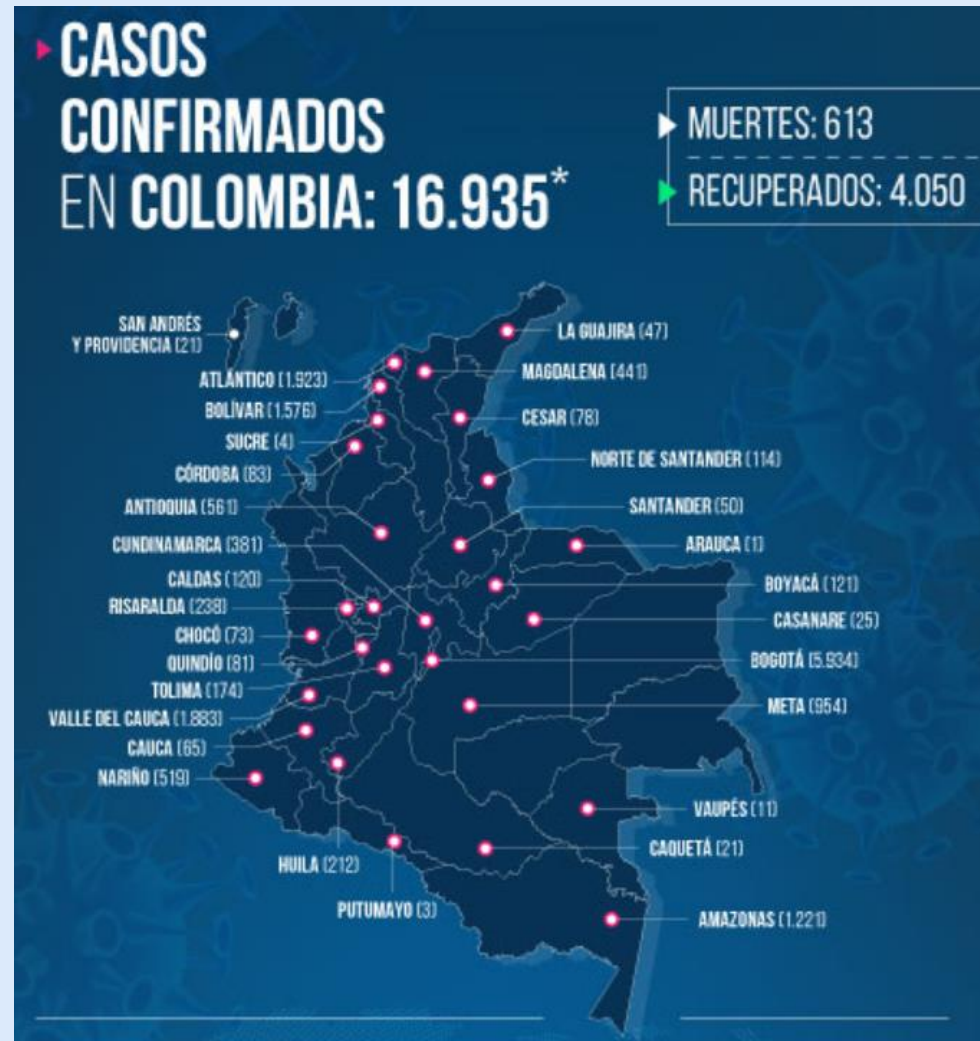 CASOS
CONFIRMADOS
EN COLOMBIA: 16.935*
MUERTES: 613
RECUPERADOS: 4.050
SAN ANDRÉS
Y PROVIDENCIA (21)
ATLÁNTICO (1.923)
BOLÍVAR (1.576)
SUCRE (4)
CÓRDOBA (83)
ANTIOQUIA (561)
CUNDINAMARCA (381)
CALDAS (120)
RISARALDA (238)
CHOCÓ (73)
QUINDÍO (81)
TOLIMA (174)
VALLE DEL CAUCA (1.883)
CAUCA (65)
NARIÑO (519)
HUILA (212)
PUTUMAYO (3)
LA GUAJIRA (47)
MAGDALENA (441)
CESAR (78)
NORTE DE SANTANDER (114)
SANTANDER (50)
ARAUCA (1)
BOYACÁ (121)
CASANARE (25)
BOGOTÁ (5.934)
META (954)
VAUPÉS (11)
CAQUETÁ (21)
AMAZONAS (1.221)